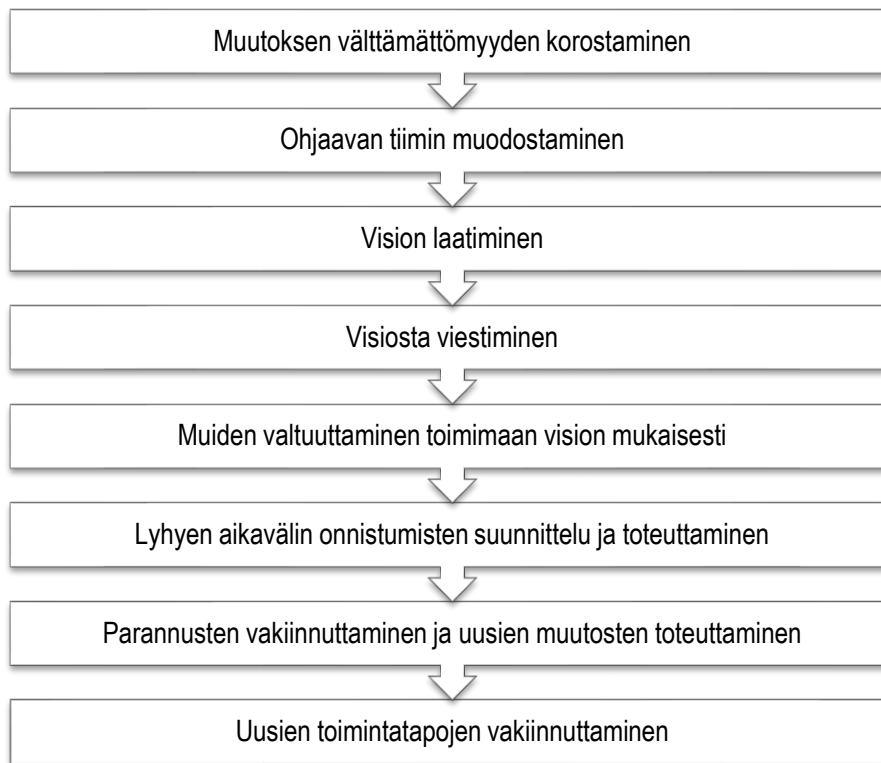 Muutoksen välttämättömyyden korostaminen
Ohjaavan tiimin muodostaminen
Vision laatiminen
Visiosta viestiminen
Muiden valtuuttaminen toimimaan vision mukaisesti
Lyhyen aikavälin onnistumisten suunnittelu ja toteuttaminen
Parannusten vakiinnuttaminen ja uusien muutosten toteuttaminen
Uusien toimintatapojen vakiinnuttaminen